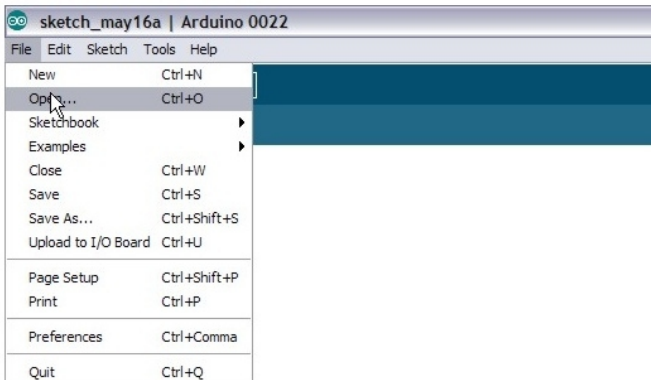 sketch_may16a | Arduino 0022
File Edit Sketch Tools Help
New Ctrl+N
Open... Ctrl+O
Sketchbook
Examples
Close Ctrl+W
Save Ctrl+S
Save As... Ctrl+Shift+S
Upload to I/O Board Ctrl+U
Page Setup Ctrl+Shift+P
Print Ctrl+P
Preferences Ctrl+Comma
Quit Ctrl+Q